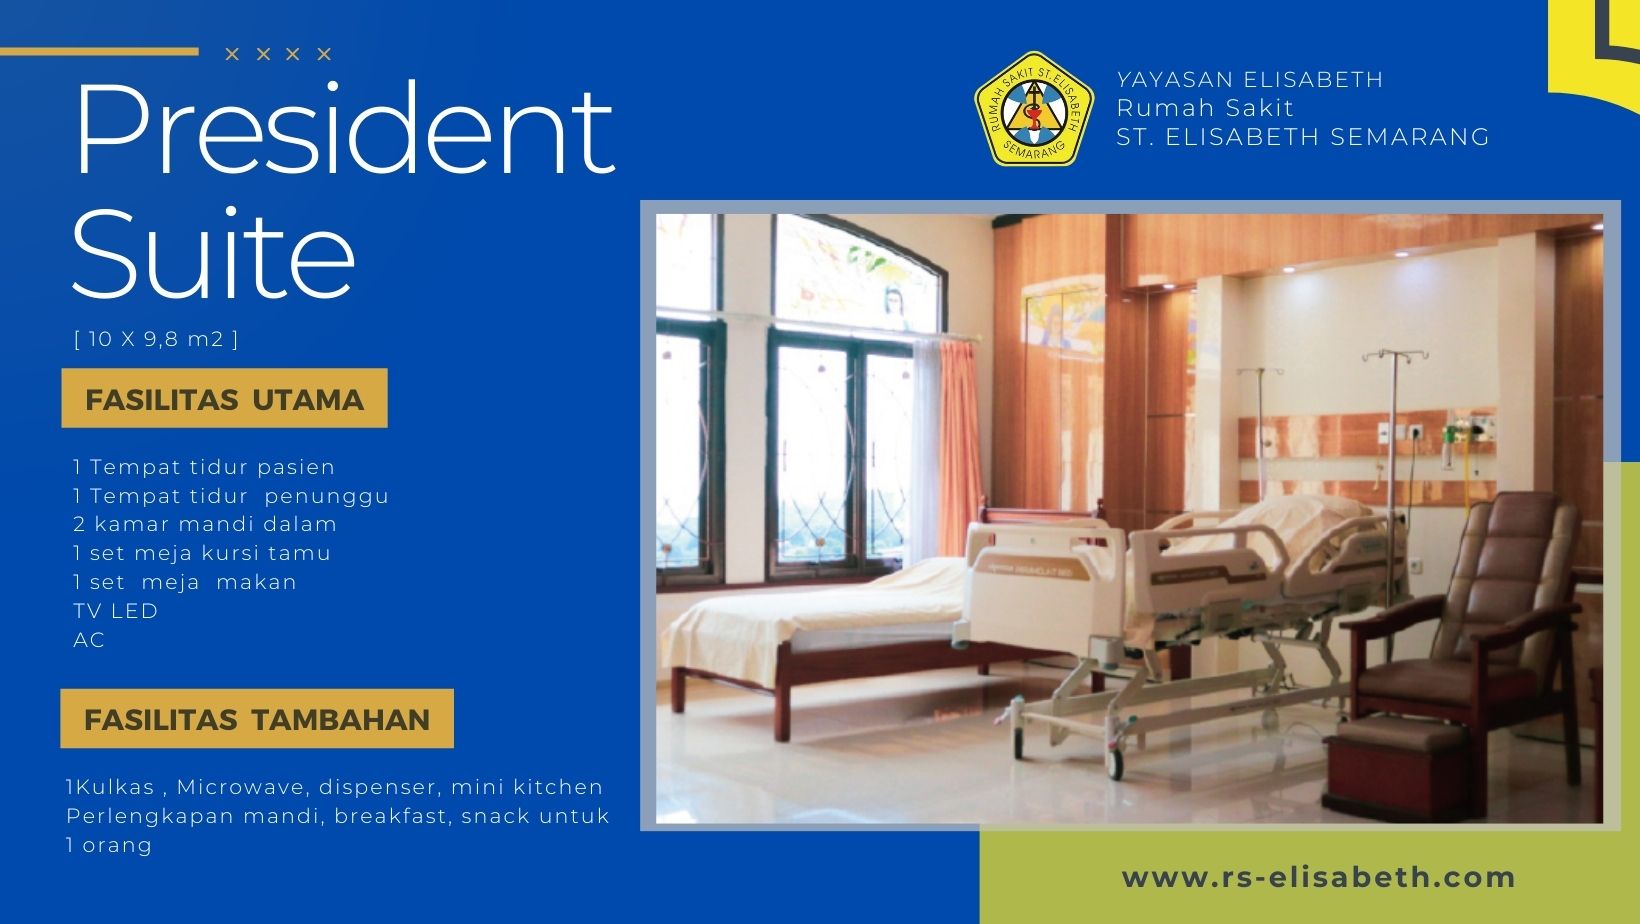 President
Suite
[ 10 X 9,8 m2 ]
FASILITAS UTAMA
1 Tempat tidur pasien
1 Tempat tidur penunggu
2 kamar mandi dalam
1 set meja kursi tamu
1 set meja makan
TV LED
AC
FASILITAS TAMBAHAN
1Kulkas , Microwave, dispenser, mini kitchen
Perlengkapan mandi, breakfast, snack untuk
1 orang
RUMAH SAKIT ST. ELISABETH
SEMARANG
YAYASAN ELISABETH
Rumah Sakit
ST. ELISABETH SEMARANG
www.rs-elisabeth.com